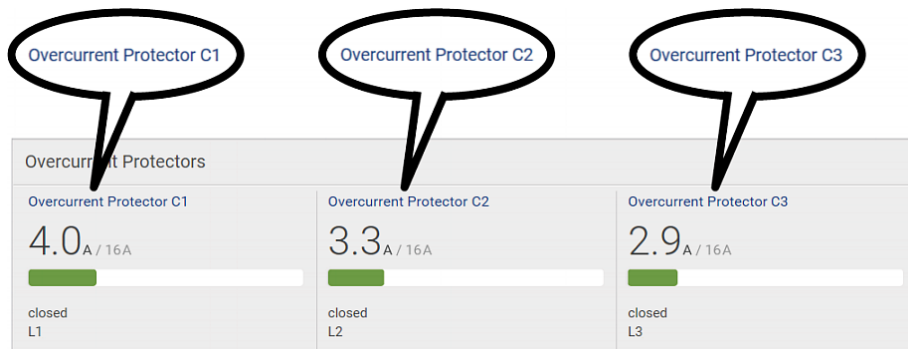 Overcurrent Protector C1
Overcurrent Protector C2
Overcurrent Protector C3
Overcurrent Protectors
Overcurrent Protector C1
4.0A / 16A
closed
L1
Overcurrent Protector C2
3.3A / 16A
closed
L2
Overcurrent Protector C3
2.9A / 16A
closed
L3